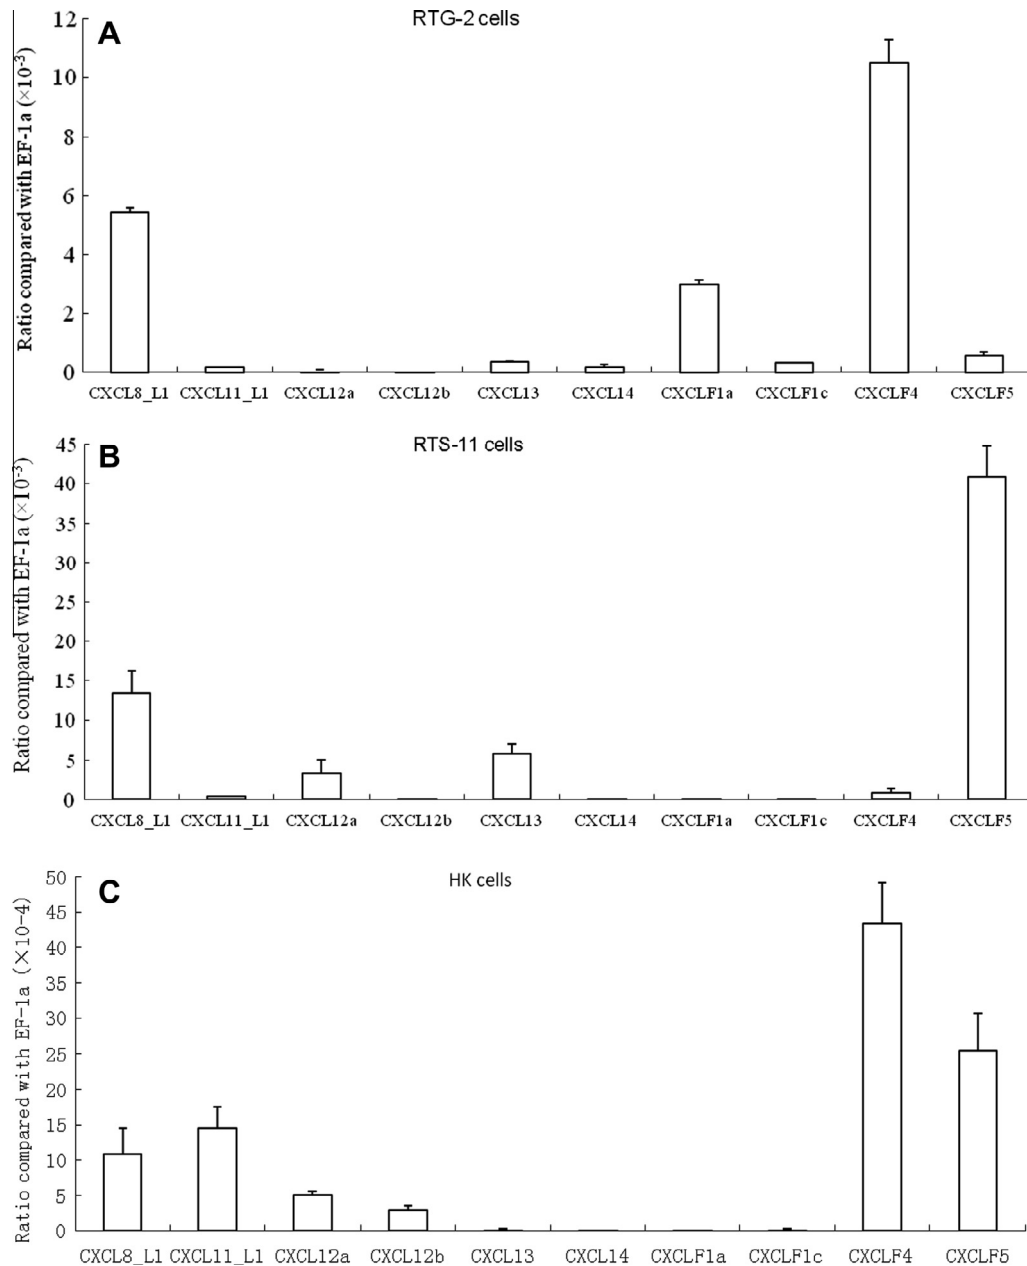 A
RTG-2 cells
Ratio compared with EF-1a (×10-3)
12
10
8
6
4
2
0
CXCL8_L1 CXCL11_L1 CXCL12a CXCL12b CXCL13 CXCL14 CXCLF1a CXCLF1c CXCLF4 CXCLF5
B
RTS-11 cells
Ratio compared with EF-1a (×10-3)
45
40
35
30
25
20
15
10
5
0
CXCL8_L1 CXCL11_L1 CXCL12a CXCL12b CXCL13 CXCL14 CXCLF1a CXCLF1c CXCLF4 CXCLF5
C
HK cells
Ratio compared with EF-1a (×10-4)
50
45
40
35
30
25
20
15
10
5
0
CXCL8_L1 CXCL11_L1 CXCL12a CXCL12b CXCL13 CXCL14 CXCLF1a CXCLF1c CXCLF4 CXCLF5